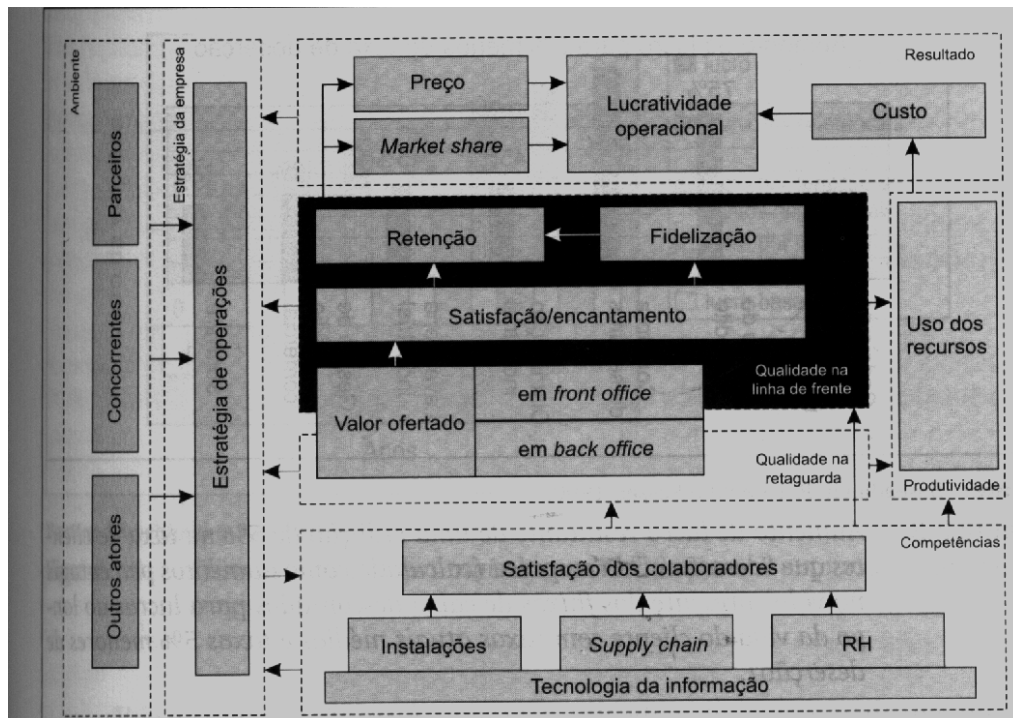 Ambiente
Parceiros
Concorrentes
Outros atores
Estratégia da empresa
Estratégia de operações
Resultado
Preço
Market share
Lucratividade
operacional
Custo
Retenção
Fidelização
Satisfação/encantamento
Qualidade na
linha de frente
Valor ofertado
em front office
em back office
Qualidade na
retaguarda
Uso dos
recursos
Produtividade
Competências
Satisfação dos colaboradores
Instalações
Supply chain
RH
Tecnologia da informação